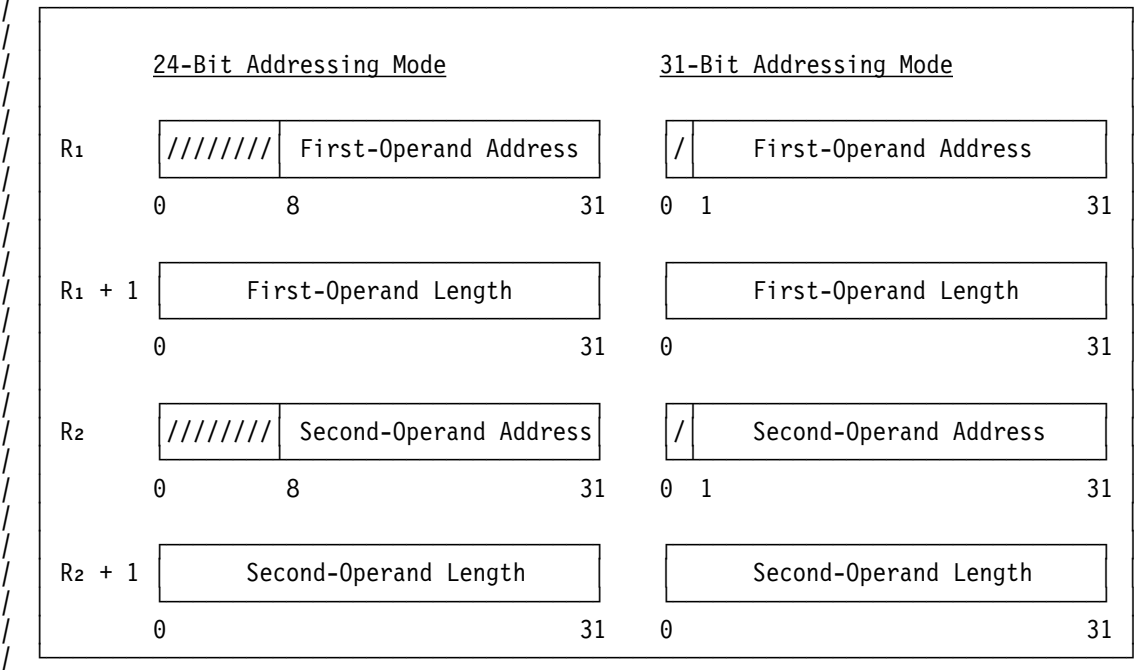 24-Bit Addressing Mode 31-Bit Addressing Mode
R₁ //////// First-Operand Address / First-Operand Address
0 8 31 0 1 31
R₁ + 1 First-Operand Length First-Operand Length
0 31 0 31
R₂ //////// Second-Operand Address / Second-Operand Address
0 8 31 0 1 31
R₂ + 1 Second-Operand Length Second-Operand Length
0 31 0 31